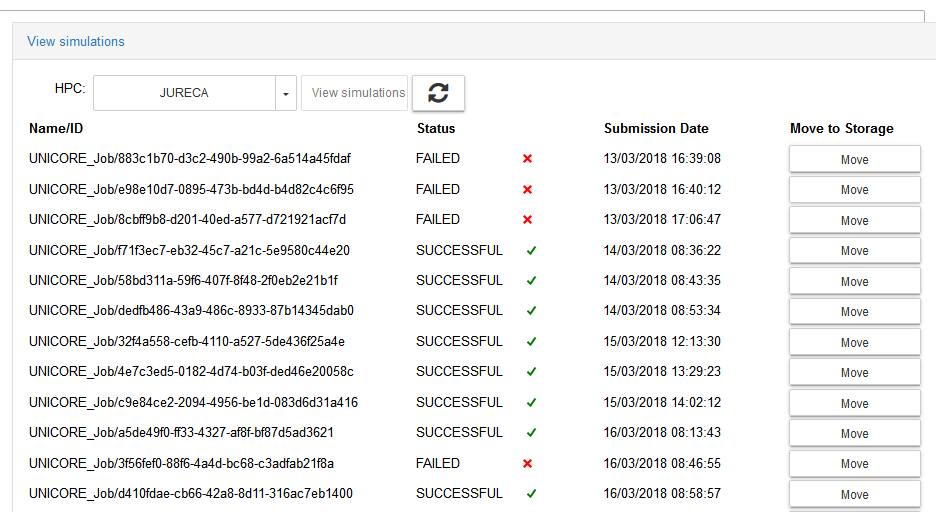 View simulations
HPC: JURECA View simulations
Name/ID Status Submission Date Move to Storage
UNICORE_Job/883c1b70-d3c2-490b-99a2-6a514a45fdaf FAILED 13/03/2018 16:39:08 Move
UNICORE_Job/e98e10d7-0895-473b-bd4d-b4d82c4c6f95 FAILED 13/03/2018 16:40:12 Move
UNICORE_Job/8cbff9b8-d201-40ed-a577-d721921acf7d FAILED 13/03/2018 17:06:47 Move
UNICORE_Job/f71f3ec7-eb32-45c7-a21c-5e9580c44e20 SUCCESSFUL 14/03/2018 08:36:22 Move
UNICORE_Job/58bd311a-59f6-407f-8f48-2f0eb2e21b1f SUCCESSFUL 14/03/2018 08:43:35 Move
UNICORE_Job/dedfb486-43a9-486c-8933-87b14345dab0 SUCCESSFUL 14/03/2018 08:53:34 Move
UNICORE_Job/32f4a558-cefb-4110-a527-5de436f25a4e SUCCESSFUL 15/03/2018 12:13:30 Move
UNICORE_Job/4e7c3ed5-0182-4d74-b03f-ded46e20058c SUCCESSFUL 15/03/2018 13:29:23 Move
UNICORE_Job/c9e84ce2-2094-4956-be1d-083d6d31a416 SUCCESSFUL 15/03/2018 14:02:12 Move
UNICORE_Job/a5de49f0-ff33-4327-af8f-bf87d5ad3621 SUCCESSFUL 16/03/2018 08:13:43 Move
UNICORE_Job/3f56fef0-88f6-4a4d-bc68-c3adfab21f8a FAILED 16/03/2018 08:46:55 Move
UNICORE_Job/d410fdae-cb66-42a8-8d11-316ac7eb1400 SUCCESSFUL 16/03/2018 08:58:57 Move